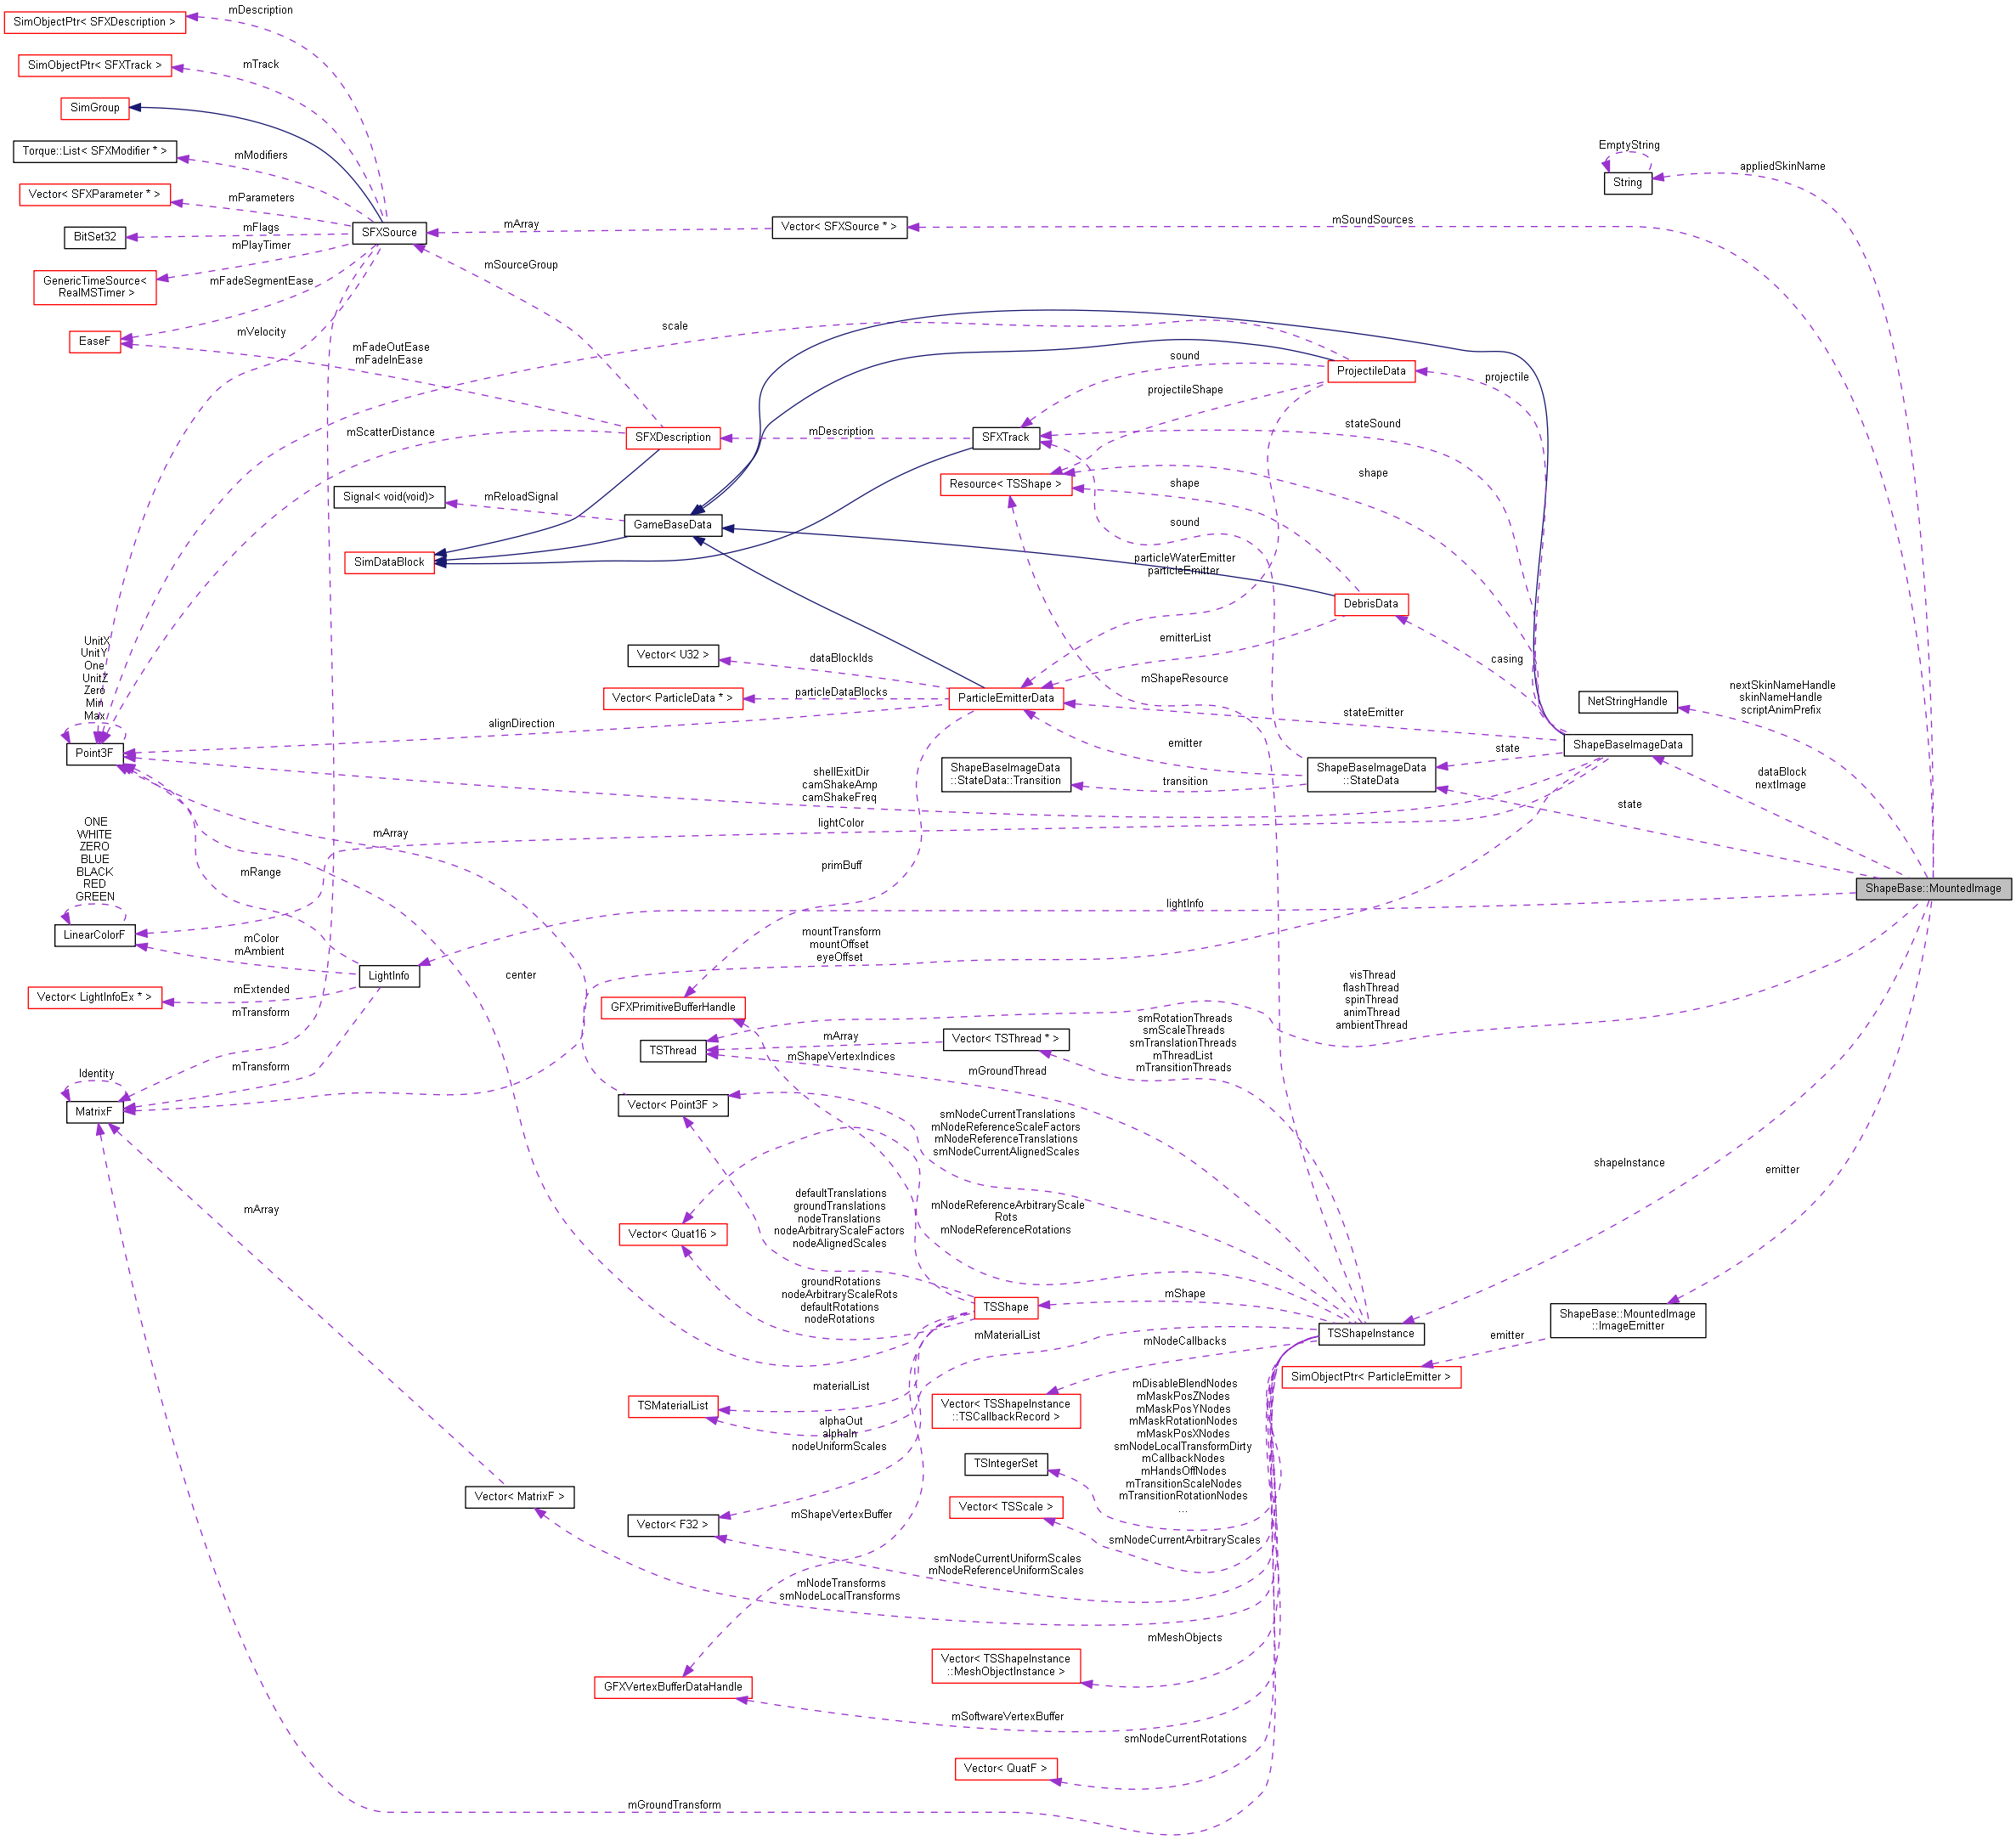 mDescription
SimObjectPtr< SFXDescription >
mTrack
SimObjectPtr< SFXTrack >
SimGroup
Torque::List< SFXModifier * >
mModifiers
Vector< SFXParameter * >
mParameters
BitSet32
mFlags
SFXSource
mPlayTimer
GenericTimeSource<
RealMSTimer >
mFadeSegmentEase
EaseF
mVelocity
mFadeOutEase
mFadeInEase
mArray
Vector< SFXSource * >
mSoundSources
EmptyString
String
appliedSkinName
mSourceGroup
scale
sound
ProjectileData
projectile
projectileShape
mScatterDistance
SFXDescription
mDescription
SFXTrack
stateSound
Signal< void(void)>
mReloadSignal
GameBaseData
Resource< TSShape >
shape
shape
sound
SimDataBlock
particleWaterEmitter
particleEmitter
DebrisData
emitterList
casing
Vector< U32 >
dataBlockIds
Vector< ParticleData * >
particleDataBlocks
ParticleEmitterData
mShapeResource
alignDirection
stateEmitter
NetStringHandle
nextSkinNameHandle
skinNameHandle
scriptAnimPrefix
UnitX
UnitY
One
UnitZ
Zero
Min
Max
Point3F
emitter
ShapeBaseImageData
ShapeBaseImageData
::StateData::Transition
transition
ShapeBaseImageData
::StateData
state
dataBlock
nextImage
state
shellExitDir
camShakeAmp
camShakeFreq
lightColor
ONE
WHITE
ZERO
BLUE
BLACK
RED
GREEN
LinearColorF
mRange
mArray
primBuff
ShapeBase::MountedImage
lightInfo
mColor
mAmbient
LightInfo
center
mountTransform
mountOffset
eyeOffset
Vector< LightInfoEx * >
mExtended
mTransform
GFXPrimitiveBufferHandle
visThread
flashThread
spinThread
animThread
ambientThread
TSThread
mArray
Vector< TSThread * >
smRotationThreads
smScaleThreads
smTranslationThreads
mThreadList
mTransitionThreads
mShapeVertexIndices
mGroundThread
Identity
MatrixF
mTransform
Vector< Point3F >
smNodeCurrentTranslations
mNodeReferenceScaleFactors
mNodeReferenceTranslations
smNodeCurrentAlignedScales
shapeInstance
emitter
mArray
defaultTranslations
groundTranslations
nodeTranslations
nodeArbitraryScaleFactors
nodeAlignedScales
Vector< Quat16 >
mNodeReferenceArbitraryScale
Rots
mNodeReferenceRotations
groundRotations
nodeArbitraryScaleRots
defaultRotations
nodeRotations
TSShape
mShape
TSShapeInstance
ShapeBase::MountedImage
::ImageEmitter
emitter
SimObjectPtr< ParticleEmitter >
mMaterialList
mNodeCallbacks
materialList
TSMaterialList
Vector< TSShapeInstance
::TSCallbackRecord >
alphaOut
alphaIn
nodeUniformScales
mDisableBlendNodes
mMaskPosZNodes
mMaskPosYNodes
mMaskRotationNodes
mMaskPosXNodes
smNodeLocalTransformDirty
mCallbackNodes
mHandsOffNodes
mTransitionScaleNodes
mTransitionRotationNodes
...
TSIntegerSet
Vector< MatrixF >
Vector< TSScale >
Vector< F32 >
mShapeVertexBuffer
smNodeCurrentArbitraryScales
smNodeCurrentUniformScales
mNodeReferenceUniformScales
mNodeTransforms
smNodeLocalTransforms
mMeshObjects
Vector< TSShapeInstance
::MeshObjectInstance >
GFXVertexBufferDataHandle
mSoftwareVertexBuffer
smNodeCurrentRotations
Vector< QuatF >
mGroundTransform